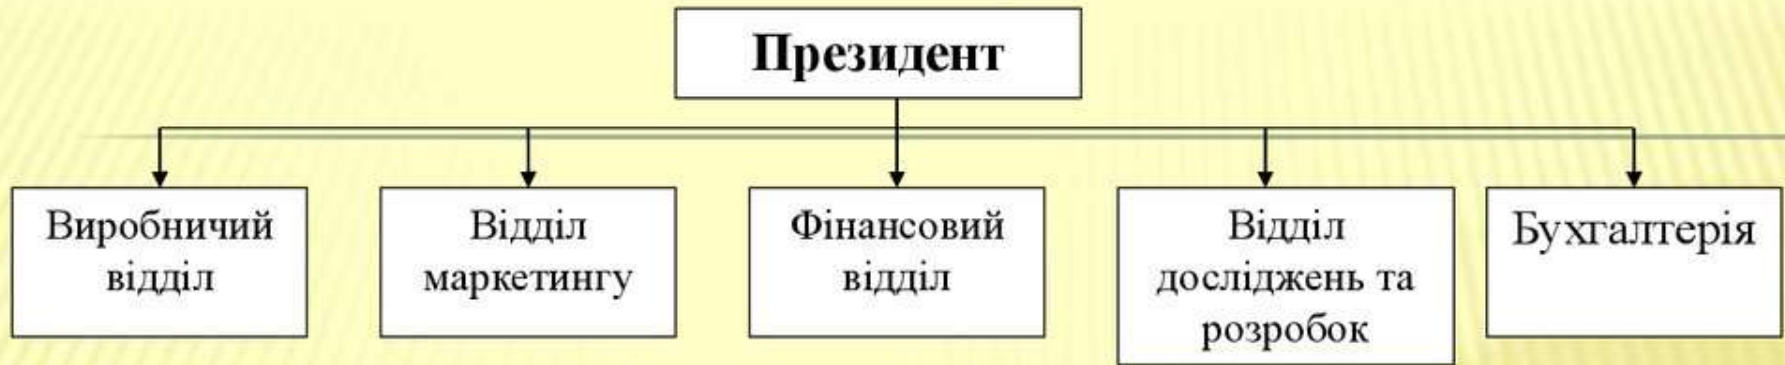 Президент
Виробничий
відділ
Відділ
маркетингу
Фінансовий
відділ
Відділ
досліджень та
розробок
Бухгалтерія